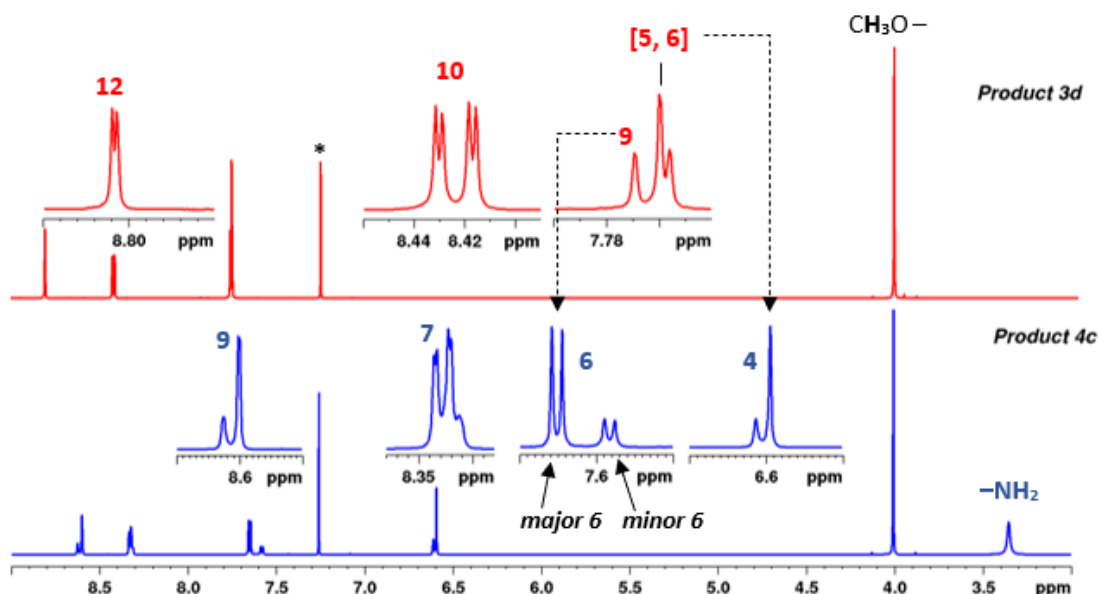 CH₃O –
[5, 6]
12
10
9
Product 3d
*
8.80 ppm
8.44 8.42 ppm
7.78 ppm
Product 4c
9
7
6
4
8.6 ppm
8.35 ppm
7.6 ppm
6.6 ppm
major 6 minor 6
–NH₂
8.5 8.0 7.5 7.0 6.5 6.0 5.5 5.0 4.5 4.0 3.5 ppm